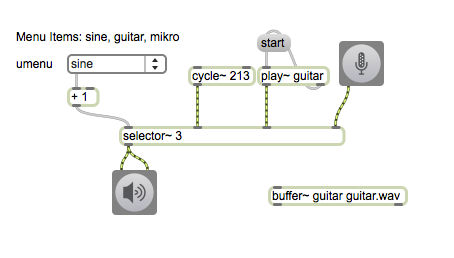 Menu Items: sine, guitar, mikro
start
umenu
sine
cycle~ 213
play~ guitar
+ 1
selector~ 3
buffer~ guitar guitar.wav